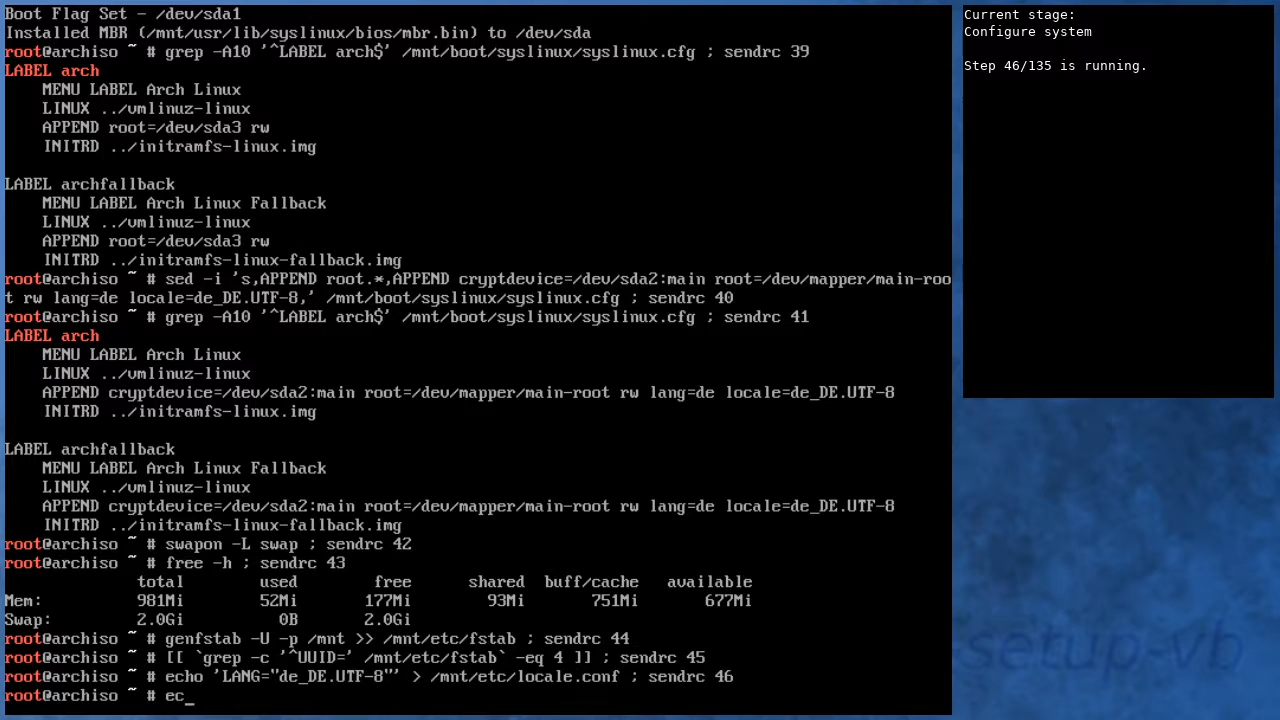 Boot Flag Set - /dev/sda1
Installed MBR (/mnt/usr/lib/syslinux/bios/mbr.bin) to /dev/sda
root@archiso ~ # grep -A10 '^LABEL arch$' /mnt/boot/syslinux/syslinux.cfg ; sendrc 39
LABEL arch
    MENU LABEL Arch Linux
    LINUX ../vmlinuz-linux
    APPEND root=/dev/sda3 rw
    INITRD ../initramfs-linux.img

LABEL archfallback
    MENU LABEL Arch Linux Fallback
    LINUX ../vmlinuz-linux
    APPEND root=/dev/sda3 rw
    INITRD ../initramfs-linux-fallback.img
root@archiso ~ # sed -i 's,APPEND root.*,APPEND cryptdevice=/dev/sda2:main root=/dev/mapper/main-roo
t rw lang=de locale=de_DE.UTF-8,' /mnt/boot/syslinux/syslinux.cfg ; sendrc 40
root@archiso ~ # grep -A10 '^LABEL arch$' /mnt/boot/syslinux/syslinux.cfg ; sendrc 41
LABEL arch
    MENU LABEL Arch Linux
    LINUX ../vmlinuz-linux
    APPEND cryptdevice=/dev/sda2:main root=/dev/mapper/main-root rw lang=de locale=de_DE.UTF-8
    INITRD ../initramfs-linux.img

LABEL archfallback
    MENU LABEL Arch Linux Fallback
    LINUX ../vmlinuz-linux
    APPEND cryptdevice=/dev/sda2:main root=/dev/mapper/main-root rw lang=de locale=de_DE.UTF-8
    INITRD ../initramfs-linux-fallback.img
root@archiso ~ # swapon -L swap ; sendrc 42
root@archiso ~ # free -h ; sendrc 43
              total        used        free      shared  buff/cache   available
Mem:          981Mi        52Mi       177Mi        93Mi       751Mi       677Mi
Swap:         2.0Gi          0B       2.0Gi
root@archiso ~ # genfstab -U -p /mnt >> /mnt/etc/fstab ; sendrc 44
root@archiso ~ # [[ `grep -c '^UUID=' /mnt/etc/fstab` -eq 4 ]] ; sendrc 45
root@archiso ~ # echo 'LANG="de_DE.UTF-8"' > /mnt/etc/locale.conf ; sendrc 46
root@archiso ~ # ec_
Current stage:
Configure system

Step 46/135 is running.
setup-vb